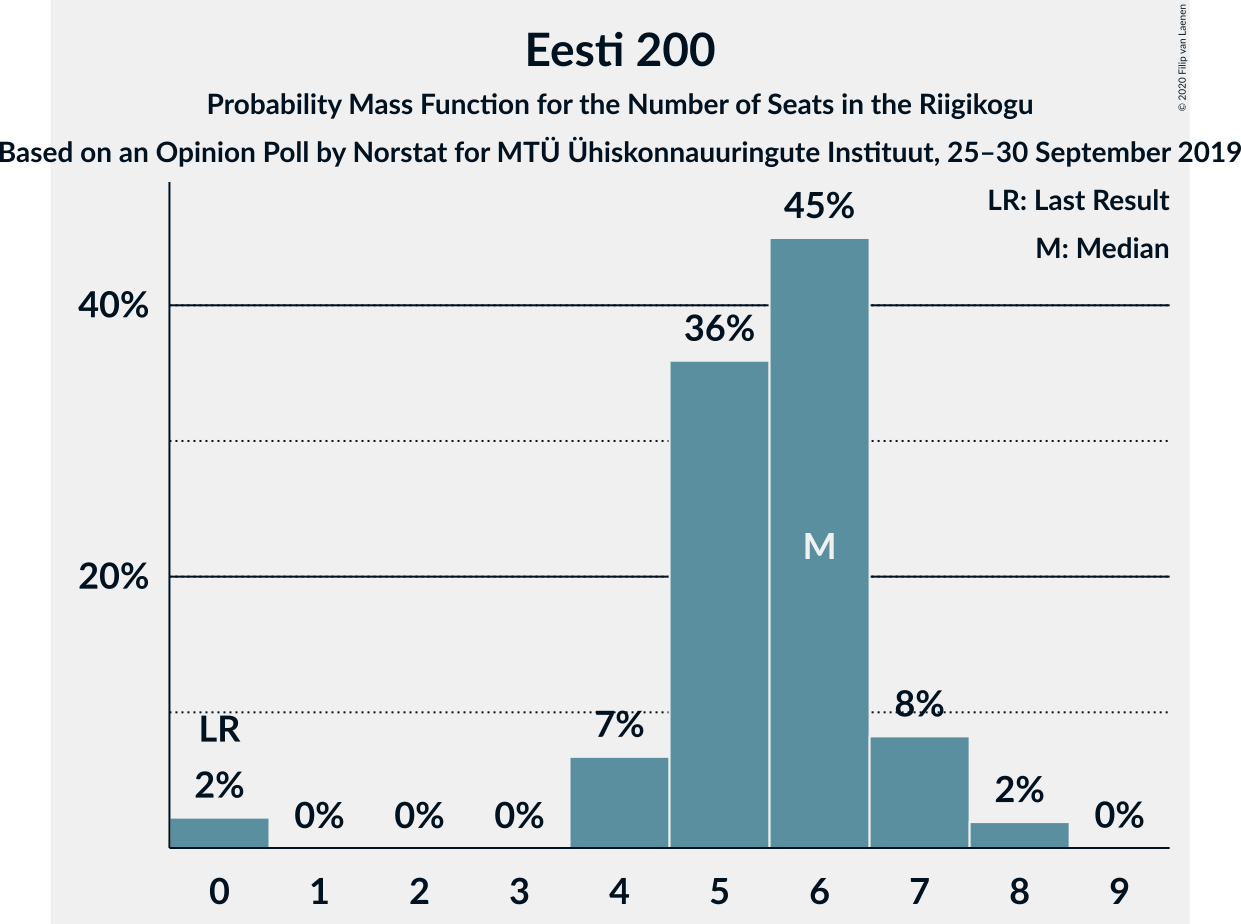 Eesti 200
Probability Mass Function for the Number of Seats in the Riigikogu
Based on an Opinion Poll by Norstat for MTÜ Ühiskonnauuringute Instituut, 25–30 September 2019
© 2020 Filip van Laenen
LR: Last Result
M: Median
45%
40%
36%
M
20%
8%
7%
LR
2%
0%
0%
0%
2%
0%
0 1 2 3 4 5 6 7 8 9